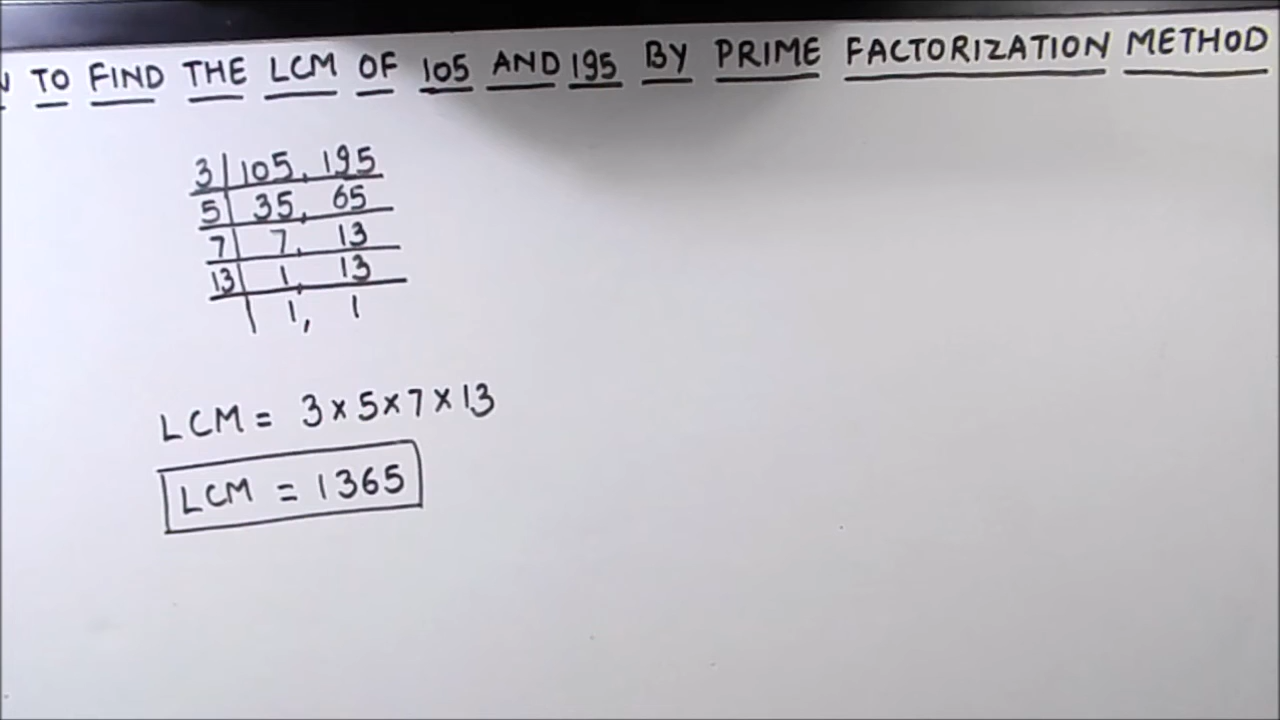 TO FIND THE LCM OF 105 AND 195 BY PRIME FACTORIZATION METHOD
3 | 105, 195
5 | 35, 65
7 | 7, 13
13 | 1, 13
| 1, 1
LCM = 3 × 5 × 7 × 13
LCM = 1365